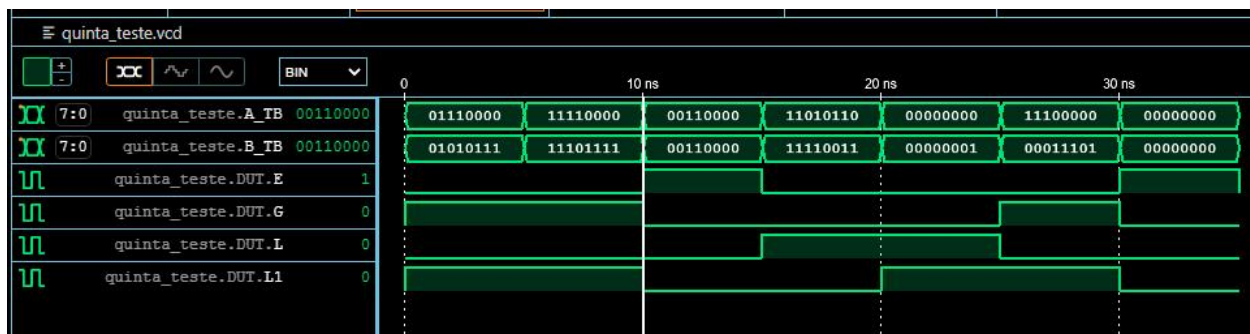 quinta_teste.vcd
+
-
BIN
0 10 ns 20 ns 30 ns
7:0 quinta_teste.A_TB 00110000 01110000 11110000 00110000 11010110 00000000 11100000 00000000
7:0 quinta_teste.B_TB 00110000 01010111 11101111 00110000 11110011 00000001 00011101 00000000
quinta_teste.DUT.E 1
quinta_teste.DUT.G 0
quinta_teste.DUT.L 0
quinta_teste.DUT.L1 0